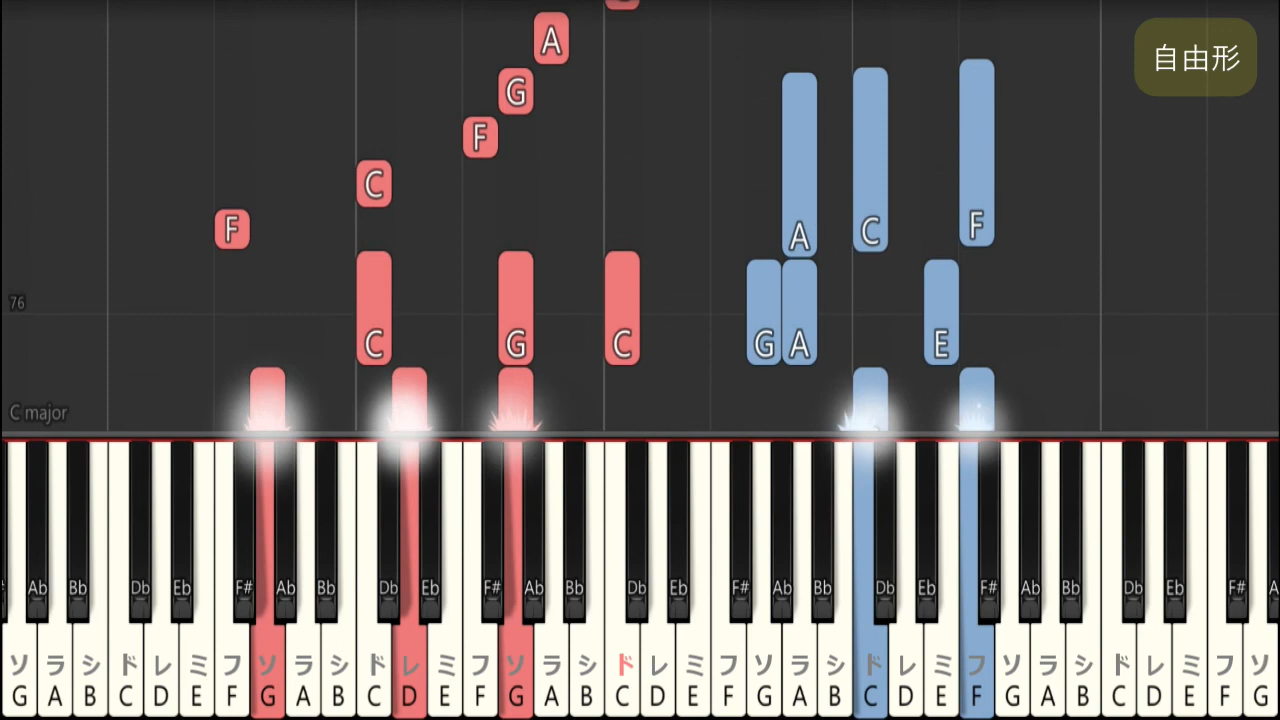 A
G
自由形
F
C
F
A C F
76
C G C G A E
C major
Ab Bb Db Eb F# Ab Bb Db Eb F# Ab Bb Db Eb F# Ab Bb Db Eb F# Ab Bb Db Eb F#
ソ ラ シ ド レ ミ フ ソ ラ シ ド レ ミ フ ソ ラ シ ド レ ミ フ ソ ラ シ ド レ ミ フ ソ ラ シ ド レ ミ フ ソ
G A B C D E F G A B C D E F G A B C D E F G A B C D E F G A B C D E F G